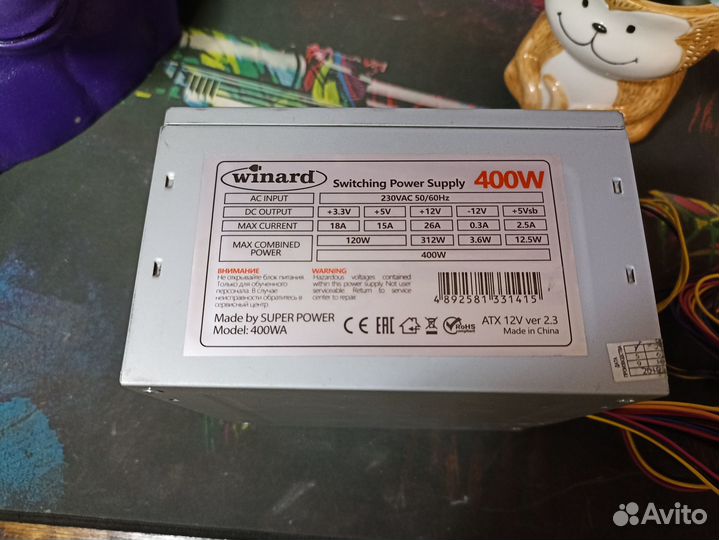 winard Switching Power Supply 400W
AC INPUT 230VAC 50/60Hz
DC OUTPUT +3.3V +5V +12V -12V +5Vsb
MAX CURRENT 18A 15A 26A 0.3A 2.5A
MAX COMBINED POWER 120W 312W 3.6W 12.5W
400W
ВНИМАНИЕ
Не открывайте блок питания.
Только для обученного
персонала. В случае
неисправности обратитесь в
сервисный центр.
WARNING
Hazardous voltages contained
within this power supply. Not user
serviceable. Return to service
center to repair.
4 892581 331415
Made by SUPER POWER
Model: 400WA
CE EAC RoHS
compliant
ATX 12V ver 2.3
Made in China
Avito